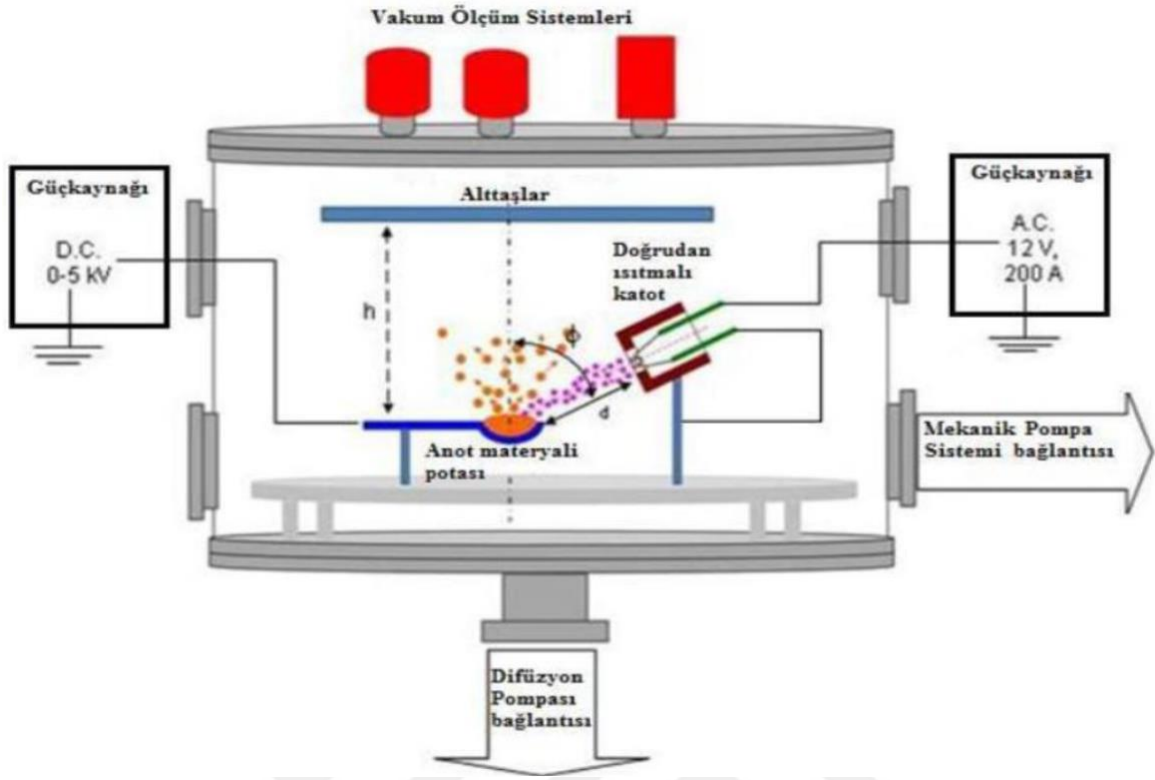 Vakum Ölçüm Sistemleri
Güçkaynağı
D.C.
0-5 kV
Güçkaynağı
A.C.
12 V,
200 A
Alttaşlar
Doğrudan
ısıtmalı
katot
h
ϕ
d
Anot materyali
potası
Mekanik Pompa
Sistemi bağlantısı
Difüzyon
Pompası
bağlantısı